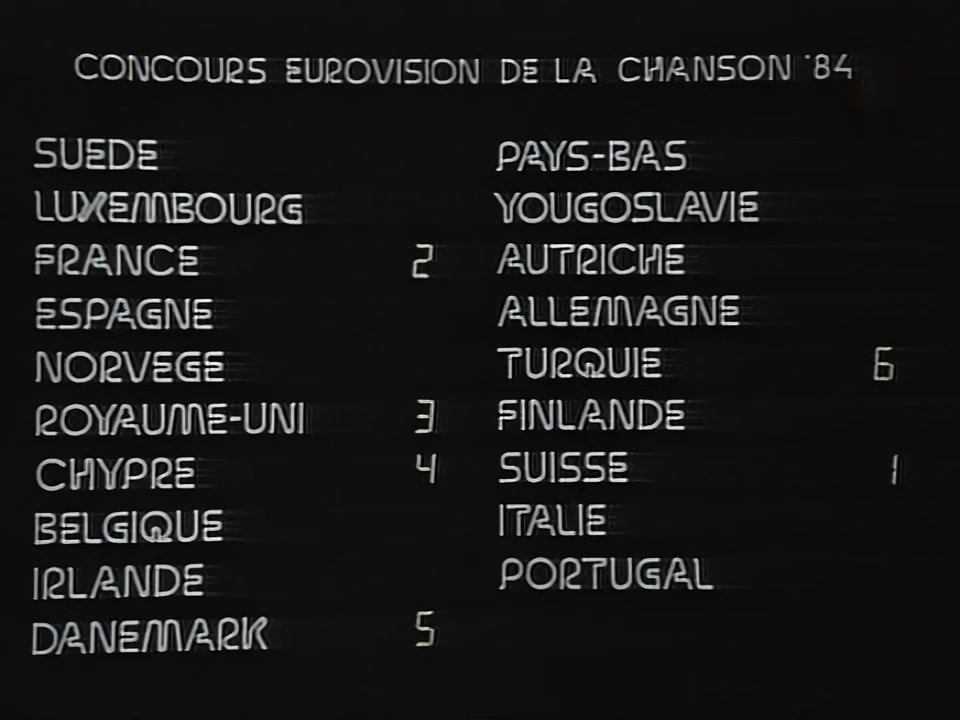 CONCOURS EUROVISION DE LA CHANSON '84
SUEDE
LUXEMBOURG
FRANCE 2
ESPAGNE
NORVEGE
ROYAUME-UNI 3
CHYPRE 4
BELGIQUE
IRLANDE
DANEMARK 5
PAYS-BAS
YOUGOSLAVIE
AUTRICHE
ALLEMAGNE
TURQUIE 6
FINLANDE
SUISSE 1
ITALIE
PORTUGAL